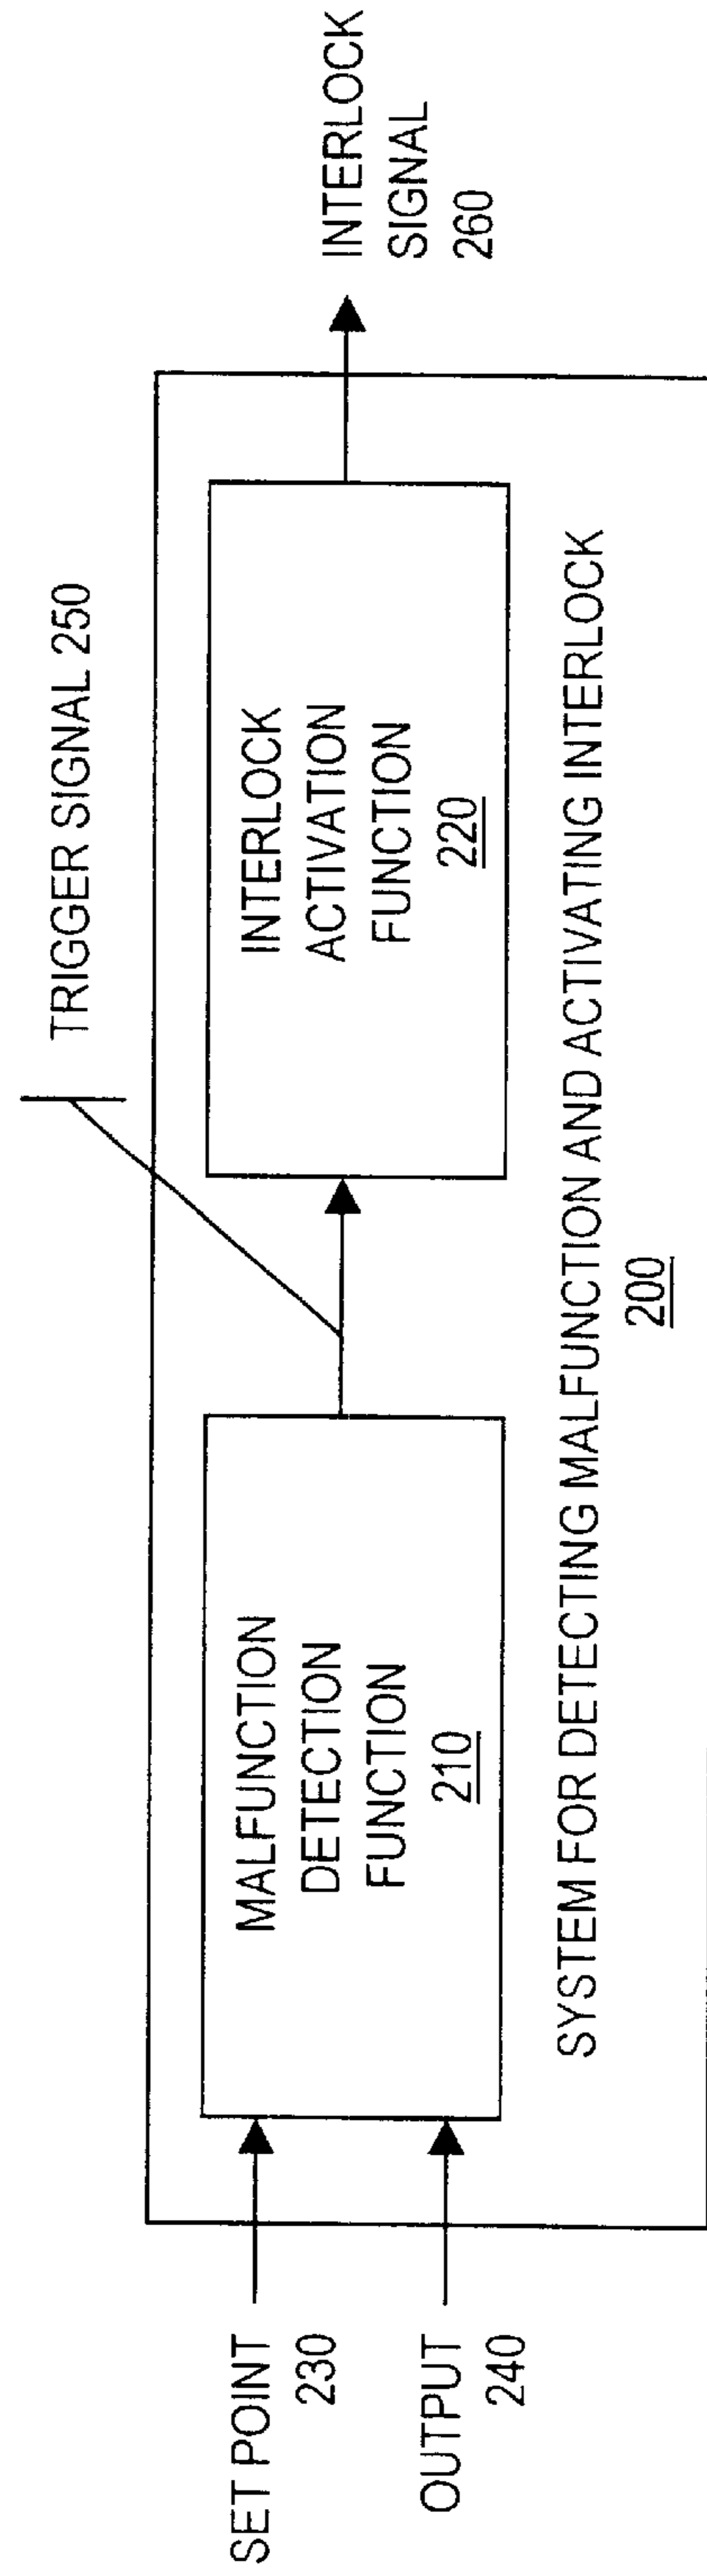 TRIGGER SIGNAL 250
SET POINT
230
OUTPUT
240
MALFUNCTION
DETECTION
FUNCTION
210
INTERLOCK
ACTIVATION
FUNCTION
220
INTERLOCK
SIGNAL
260
SYSTEM FOR DETECTING MALFUNCTION AND ACTIVATING INTERLOCK
200